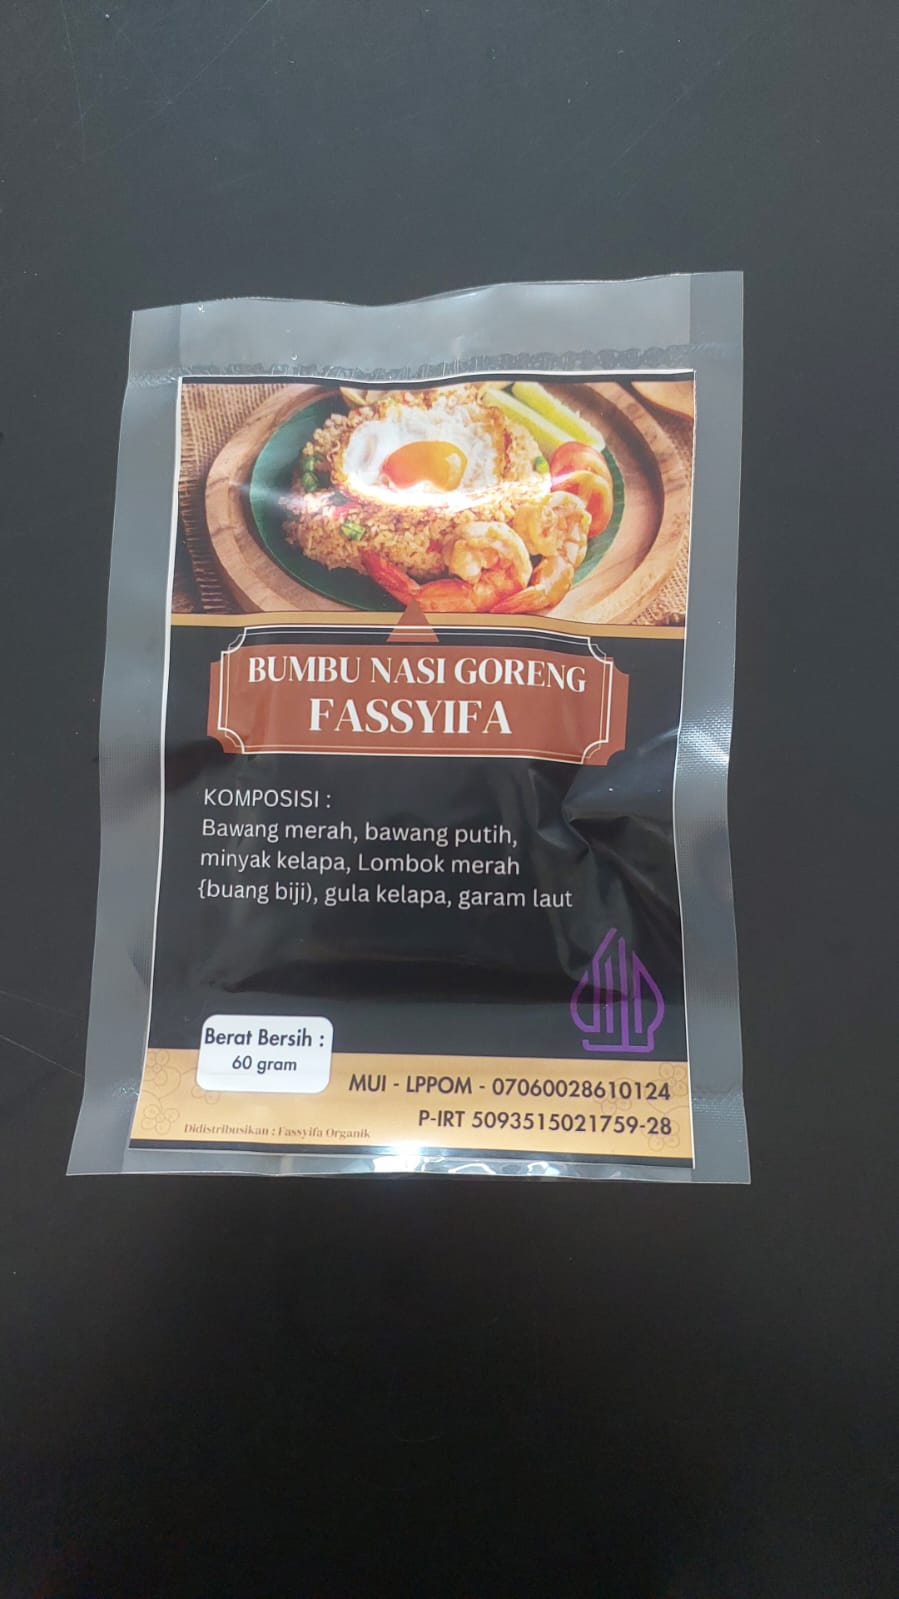 BUMBU NASI GORENG
FASSYIFA
KOMPOSISI :
Bawang merah, bawang putih,
minyak kelapa, Lombok merah
{buang biji), gula kelapa, garam laut
Berat Bersih :
60 gram
MUI - LPPOM - 07060028610124
P-IRT 5093515021759-28
Didistribusikan : Fassyifa Organik